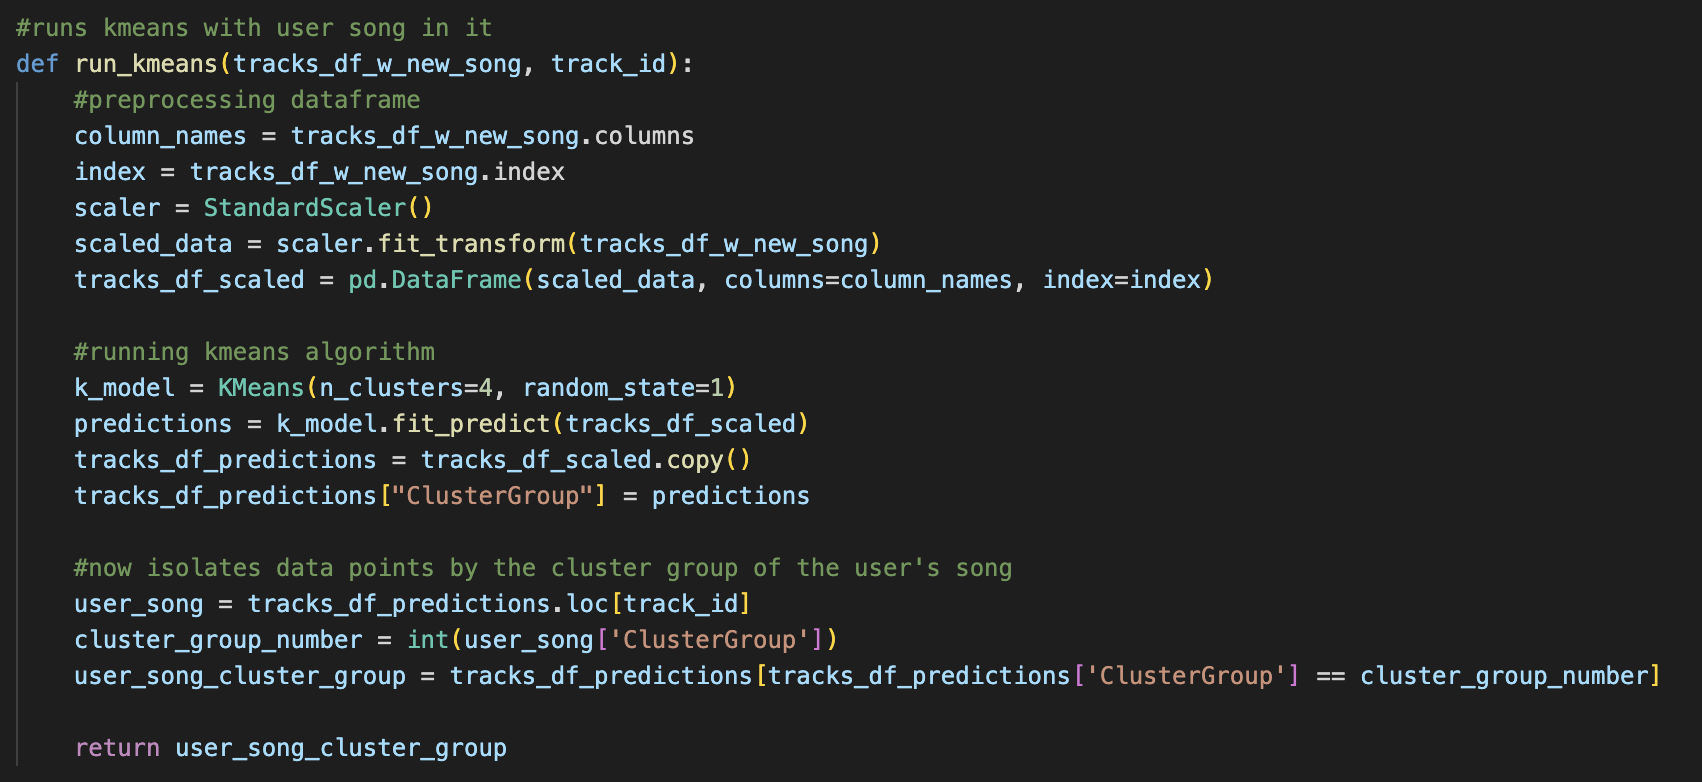 #runs kmeans with user song in it
def run_kmeans(tracks_df_w_new_song, track_id):
    #preprocessing dataframe
    column_names = tracks_df_w_new_song.columns
    index = tracks_df_w_new_song.index
    scaler = StandardScaler()
    scaled_data = scaler.fit_transform(tracks_df_w_new_song)
    tracks_df_scaled = pd.DataFrame(scaled_data, columns=column_names, index=index)

    #running kmeans algorithm
    k_model = KMeans(n_clusters=4, random_state=1)
    predictions = k_model.fit_predict(tracks_df_scaled)
    tracks_df_predictions = tracks_df_scaled.copy()
    tracks_df_predictions["ClusterGroup"] = predictions

    #now isolates data points by the cluster group of the user's song
    user_song = tracks_df_predictions.loc[track_id]
    cluster_group_number = int(user_song['ClusterGroup'])
    user_song_cluster_group = tracks_df_predictions[tracks_df_predictions['ClusterGroup'] == cluster_group_number]

    return user_song_cluster_group